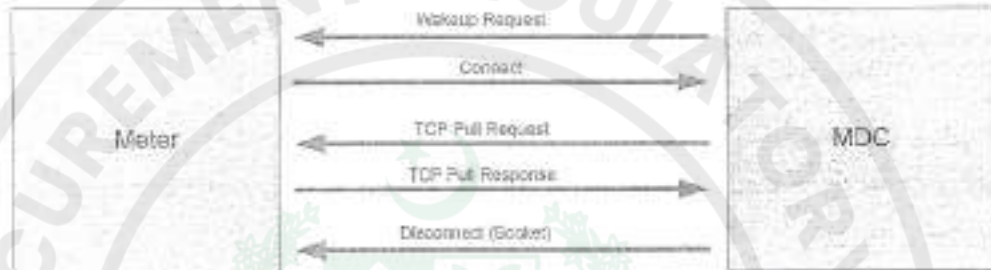 Wakeup Request
Connect
Meter
TCP Pull Request
MDC
TCP Pull Response
Disconnect (Socket)